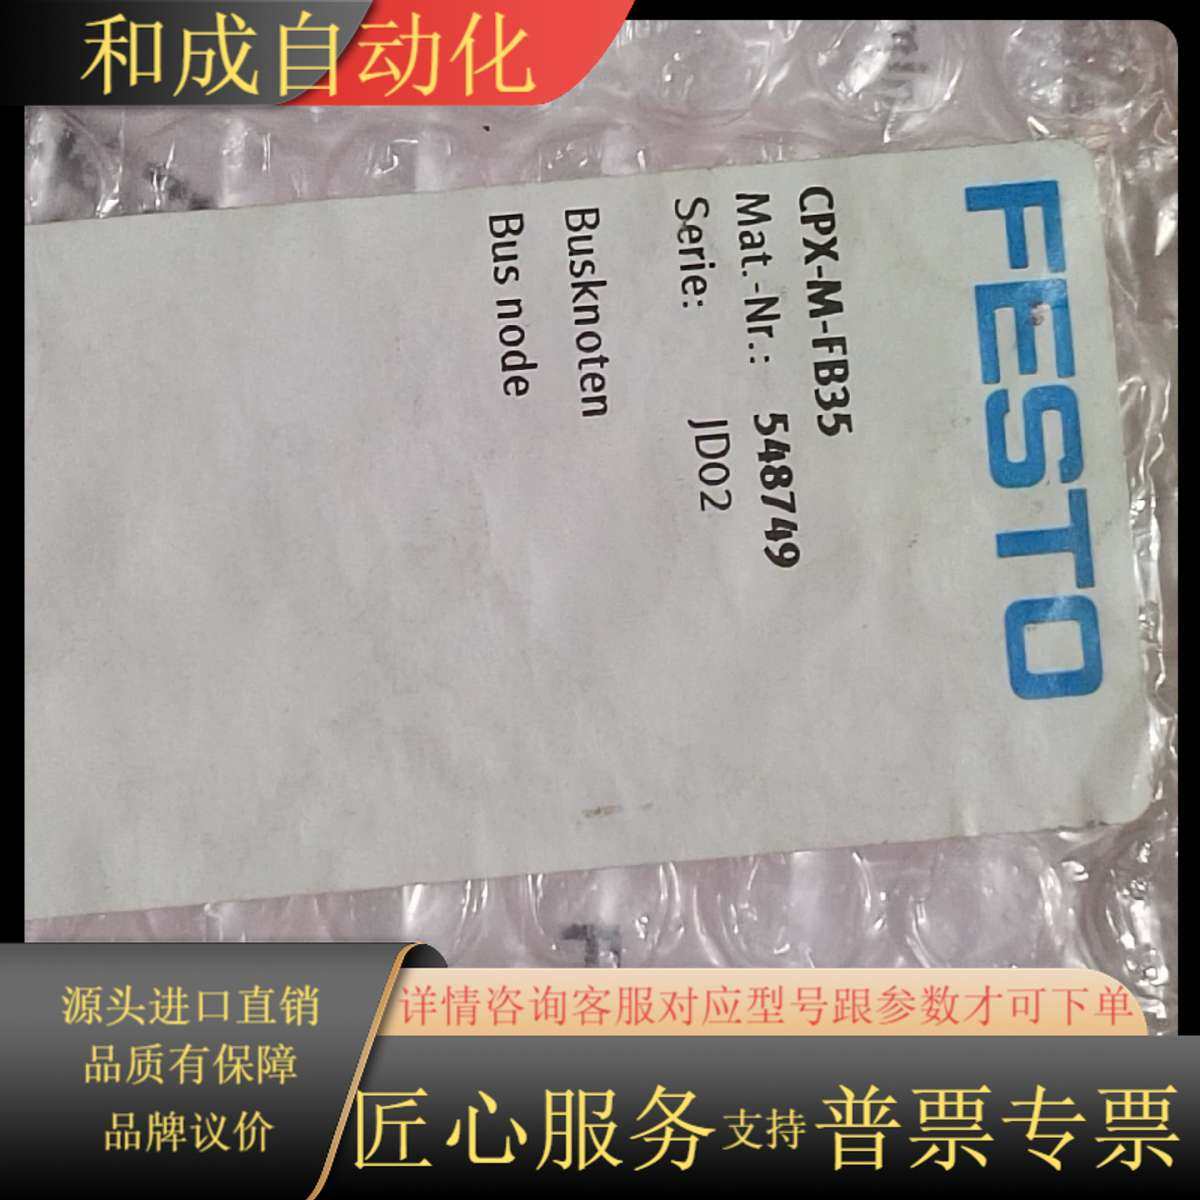 和成自动化
FESTO
CPX-M-FB35
Mat.-Nr.: 548749
Serie: JD02
Busknoten
Bus node
源头进口直销
品质有保障
品牌议价
详情咨询客服对应型号跟参数才可下单
匠心服务支持普票专票